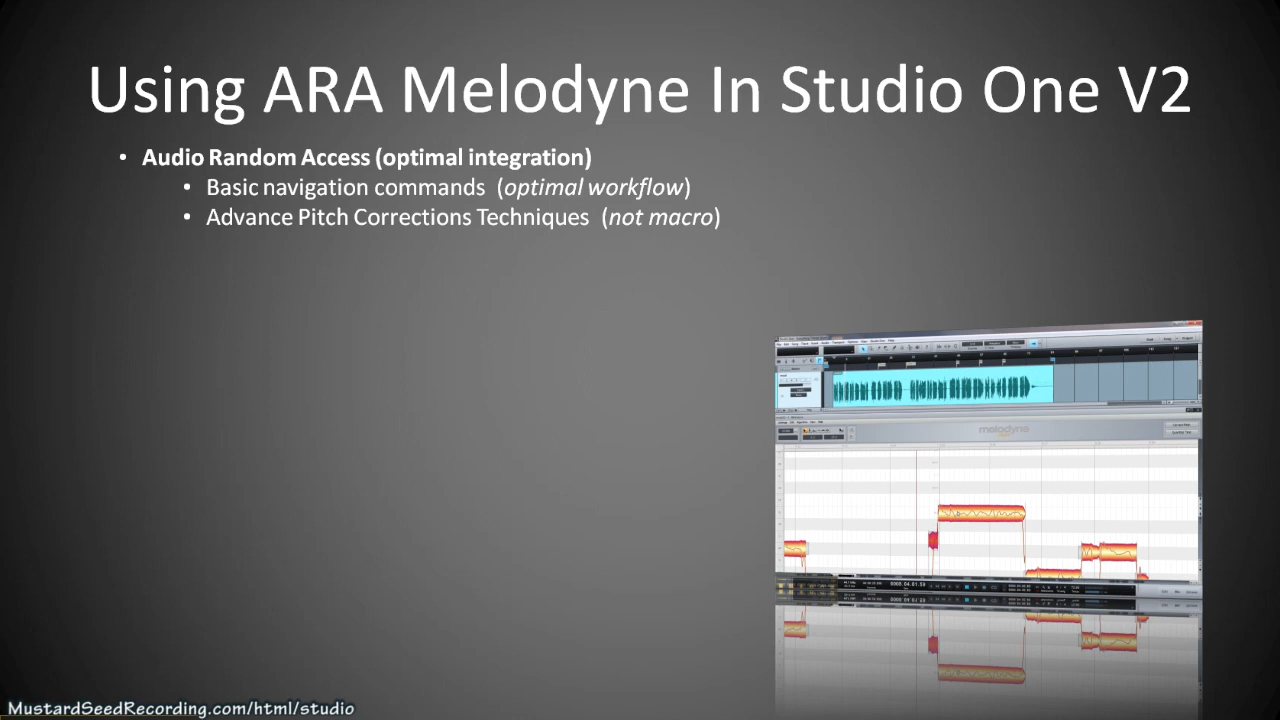 Using ARA Melodyne In Studio One V2
• Audio Random Access (optimal integration)
• Basic navigation commands (optimal workflow)
• Advance Pitch Corrections Techniques (not macro)
melodyne
MustardSeedRecording.com/html/studio